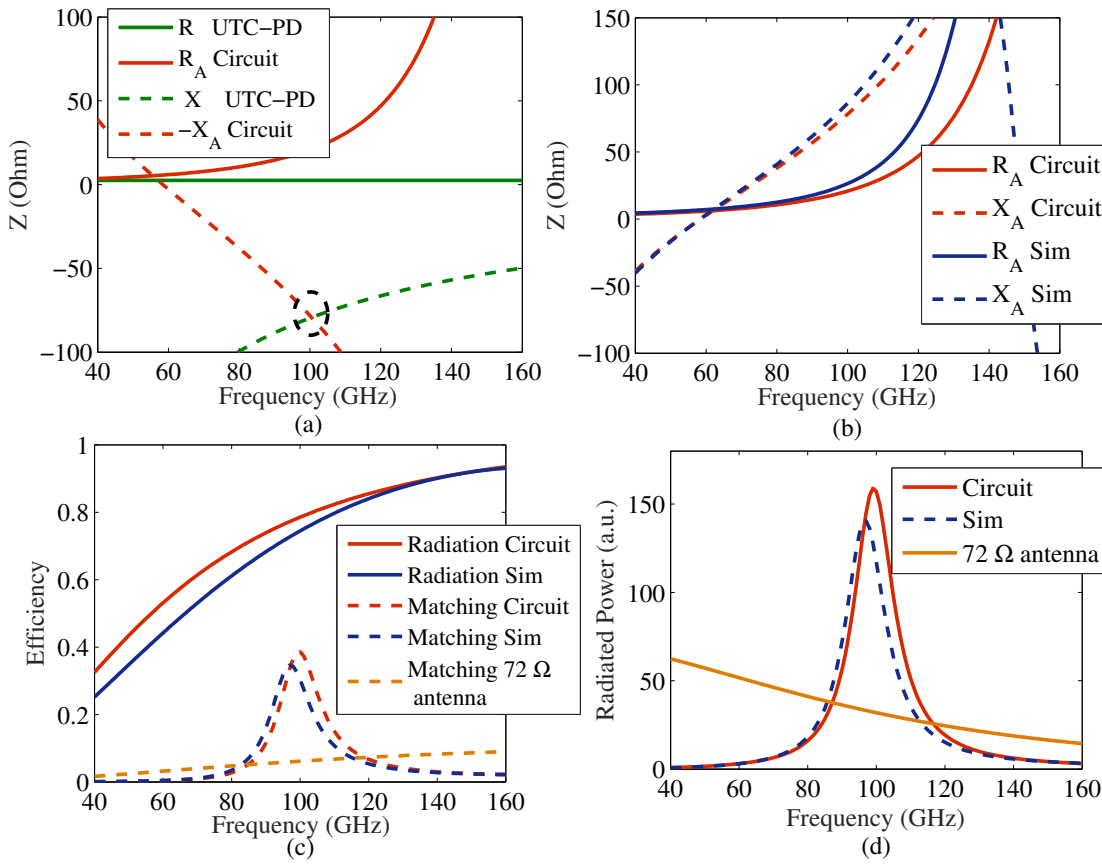 100
50
0
−50
−100
Z (Ohm)
R UTC−PD
R_A Circuit
X UTC−PD
−X_A Circuit
40 60 80 100 120 140 160
Frequency (GHz)
(a)
150
100
50
0
−50
−100
Z (Ohm)
R_A Circuit
X_A Circuit
R_A Sim
X_A Sim
40 60 80 100 120 140 160
Frequency (GHz)
(b)
1
0.8
0.6
0.4
0.2
0
Efficiency
Radiation Circuit
Radiation Sim
Matching Circuit
Matching Sim
Matching 72 Ω
antenna
40 60 80 100 120 140 160
Frequency (GHz)
(c)
150
100
50
0
Radiated Power (a.u.)
Circuit
Sim
72 Ω antenna
40 60 80 100 120 140 160
Frequency (GHz)
(d)